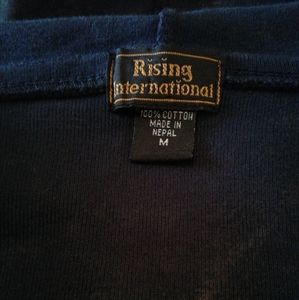 Rising
International
100% COTTON
MADE IN
NEPAL
M